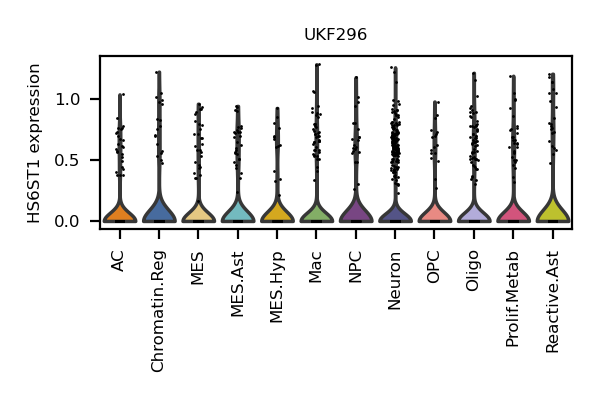 UKF296
HS6ST1 expression
1.0
0.5
0.0
AC
Chromatin.Reg
MES
MES.Ast
MES.Hyp
Mac
NPC
Neuron
OPC
Oligo
Prolif.Metab
Reactive.Ast